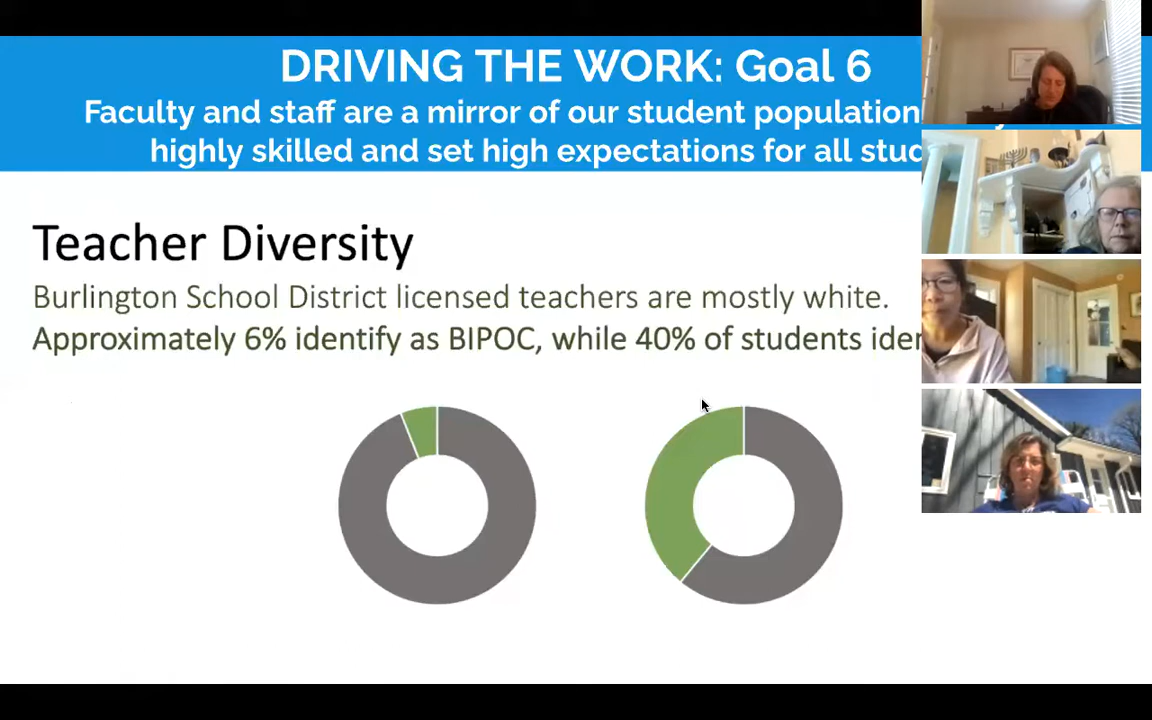 DRIVING THE WORK: Goal 6
Faculty and staff are a mirror of our student population
highly skilled and set high expectations for all stud
Teacher Diversity
Burlington School District licensed teachers are mostly white.
Approximately 6% identify as BIPOC, while 40% of students iden